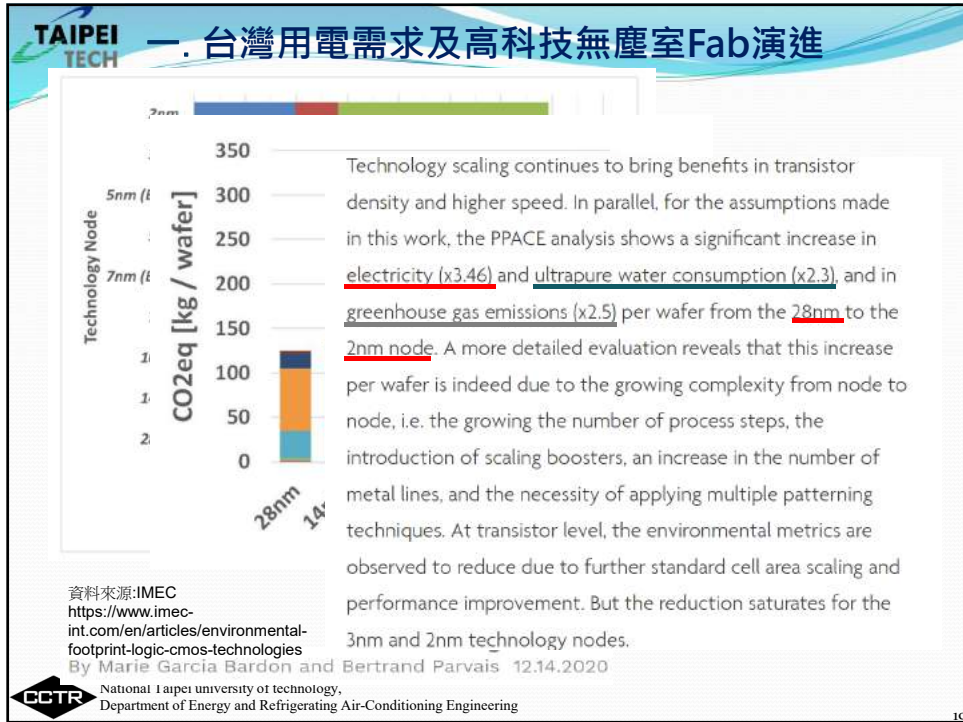 TAIPEI
TECH
一. 台灣用電需求及高科技無塵室Fab演進
2nm
5nm (
7nm (
Technology Node
CO2eq [kg / wafer]
350
300
250
200
150
100
50
0
28nm
Technology scaling continues to bring benefits in transistor
density and higher speed. In parallel, for the assumptions made
in this work, the PPACE analysis shows a significant increase in
electricity (x3.46) and ultrapure water consumption (x2.3), and in
greenhouse gas emissions (x2.5) per wafer from the 28nm to the
2nm node. A more detailed evaluation reveals that this increase
per wafer is indeed due to the growing complexity from node to
node, i.e. the growing the number of process steps, the
introduction of scaling boosters, an increase in the number of
metal lines, and the necessity of applying multiple patterning
techniques. At transistor level, the environmental metrics are
observed to reduce due to further standard cell area scaling and
performance improvement. But the reduction saturates for the
3nm and 2nm technology nodes.
資料來源:IMEC
https://www.imec-
int.com/en/articles/environmental-
footprint-logic-cmos-technologies
By Marie Garcia Bardon and Bertrand Parvais 12.14.2020
CCTR
National Taipei university of technology,
Department of Energy and Refrigerating Air-Conditioning Engineering